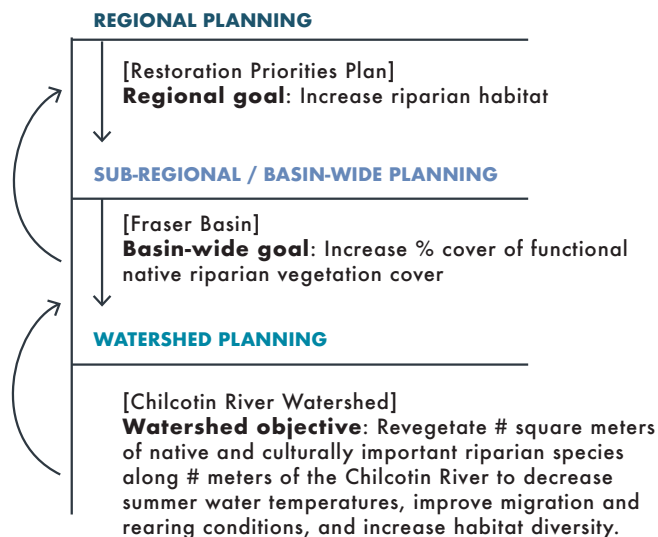 REGIONAL PLANNING
[Restoration Priorities Plan]
Regional goal: Increase riparian habitat
SUB-REGIONAL / BASIN-WIDE PLANNING
[Fraser Basin]
Basin-wide goal: Increase % cover of functional
native riparian vegetation cover
WATERSHED PLANNING
[Chilcotin River Watershed]
Watershed objective: Revegetate # square meters
of native and culturally important riparian species
along # meters of the Chilcotin River to decrease
summer water temperatures, improve migration and
rearing conditions, and increase habitat diversity.